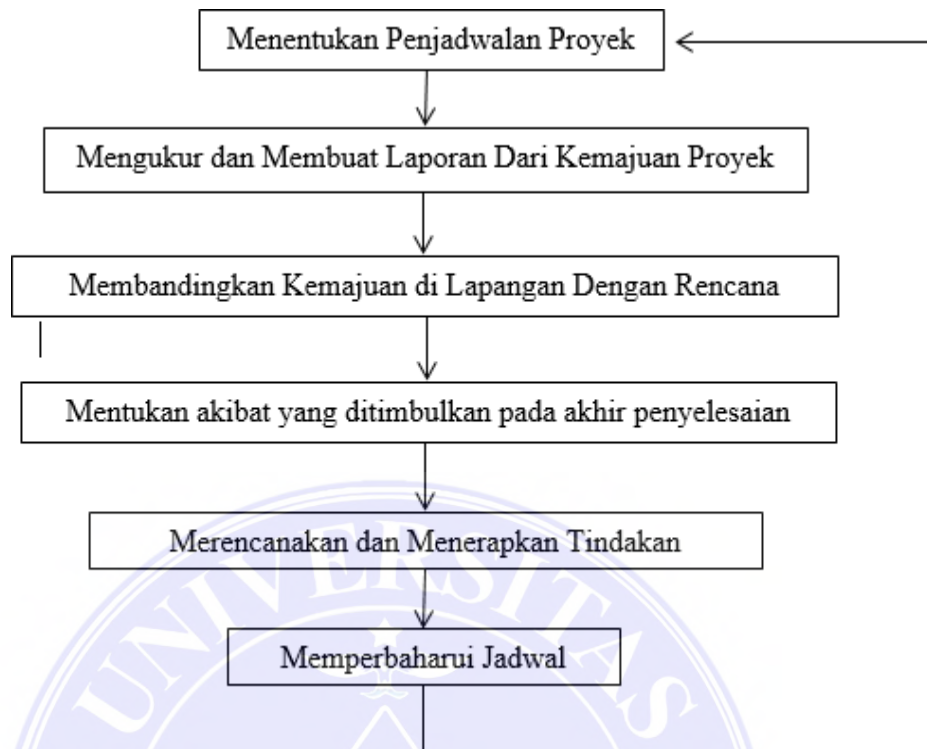 Menentukan Penjadwalan Proyek
Mengukur dan Membuat Laporan Dari Kemajuan Proyek
Membandingkan Kemajuan di Lapangan Dengan Rencana
Mentukan akibat yang ditimbulkan pada akhir penyelesaian
Merencanakan dan Menerapkan Tindakan
Memperbaharui Jadwal
UNIVERSITAS